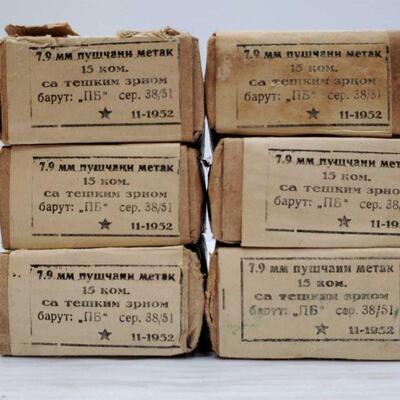 7.9 мм пушчани метак
15 ком.
са тешким зрном
барут: „ПБ“ сер. 38/51
★ 11-1952
7.9 мм пушчани метак
15 ком.
са тешким зрном
барут: „ПБ“ сер. 38/51
★ 11-1952
7.9 мм пушчани метак
15 ком.
са тешким зрном
барут: „ПБ“ сер. 38/51
★ 11-1952
7.9 мм пушчани метак
15 ком.
са тешким зрном
барут: „ПБ“ сер. 38/51
★ 11-1952
7.9 мм пушчани метак
15 ком.
са тешким зрном
барут: „ПБ“ сер. 38/51
★ 11-1952
7.9 мм пушчани метак
15 ком.
са тешким зрном
барут: „ПБ“ сер. 38/51
★ 11-1952